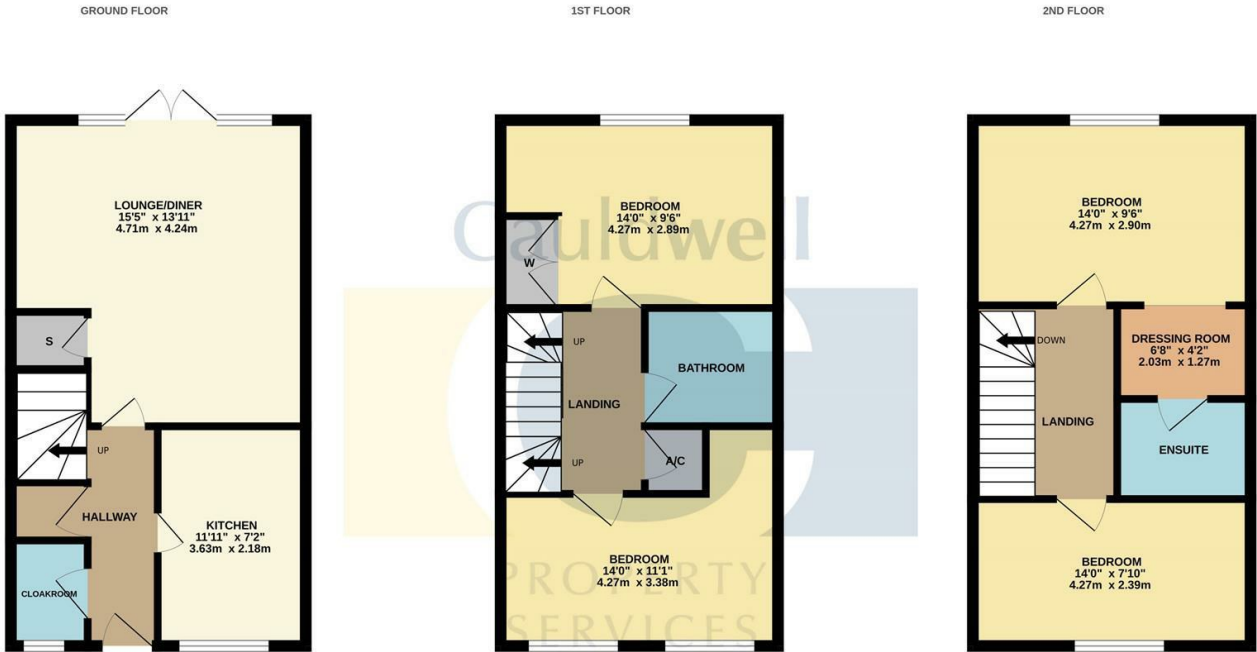 GROUND FLOOR
LOUNGE/DINER
15'5" x 13'11"
4.71m x 4.24m
S
UP
HALLWAY
KITCHEN
11'11" x 7'2"
3.63m x 2.18m
CLOAKROOM
1ST FLOOR
BEDROOM
14'0" x 9'6"
4.27m x 2.89m
W
UP
BATHROOM
LANDING
UP
A/C
BEDROOM
14'0" x 11'1"
4.27m x 3.38m
2ND FLOOR
BEDROOM
14'0" x 9'6"
4.27m x 2.90m
DOWN
DRESSING ROOM
6'8" x 4'2"
2.03m x 1.27m
LANDING
ENSUITE
BEDROOM
14'0" x 7'10"
4.27m x 2.39m
Cauldwell
PROPERTY
SERVICES